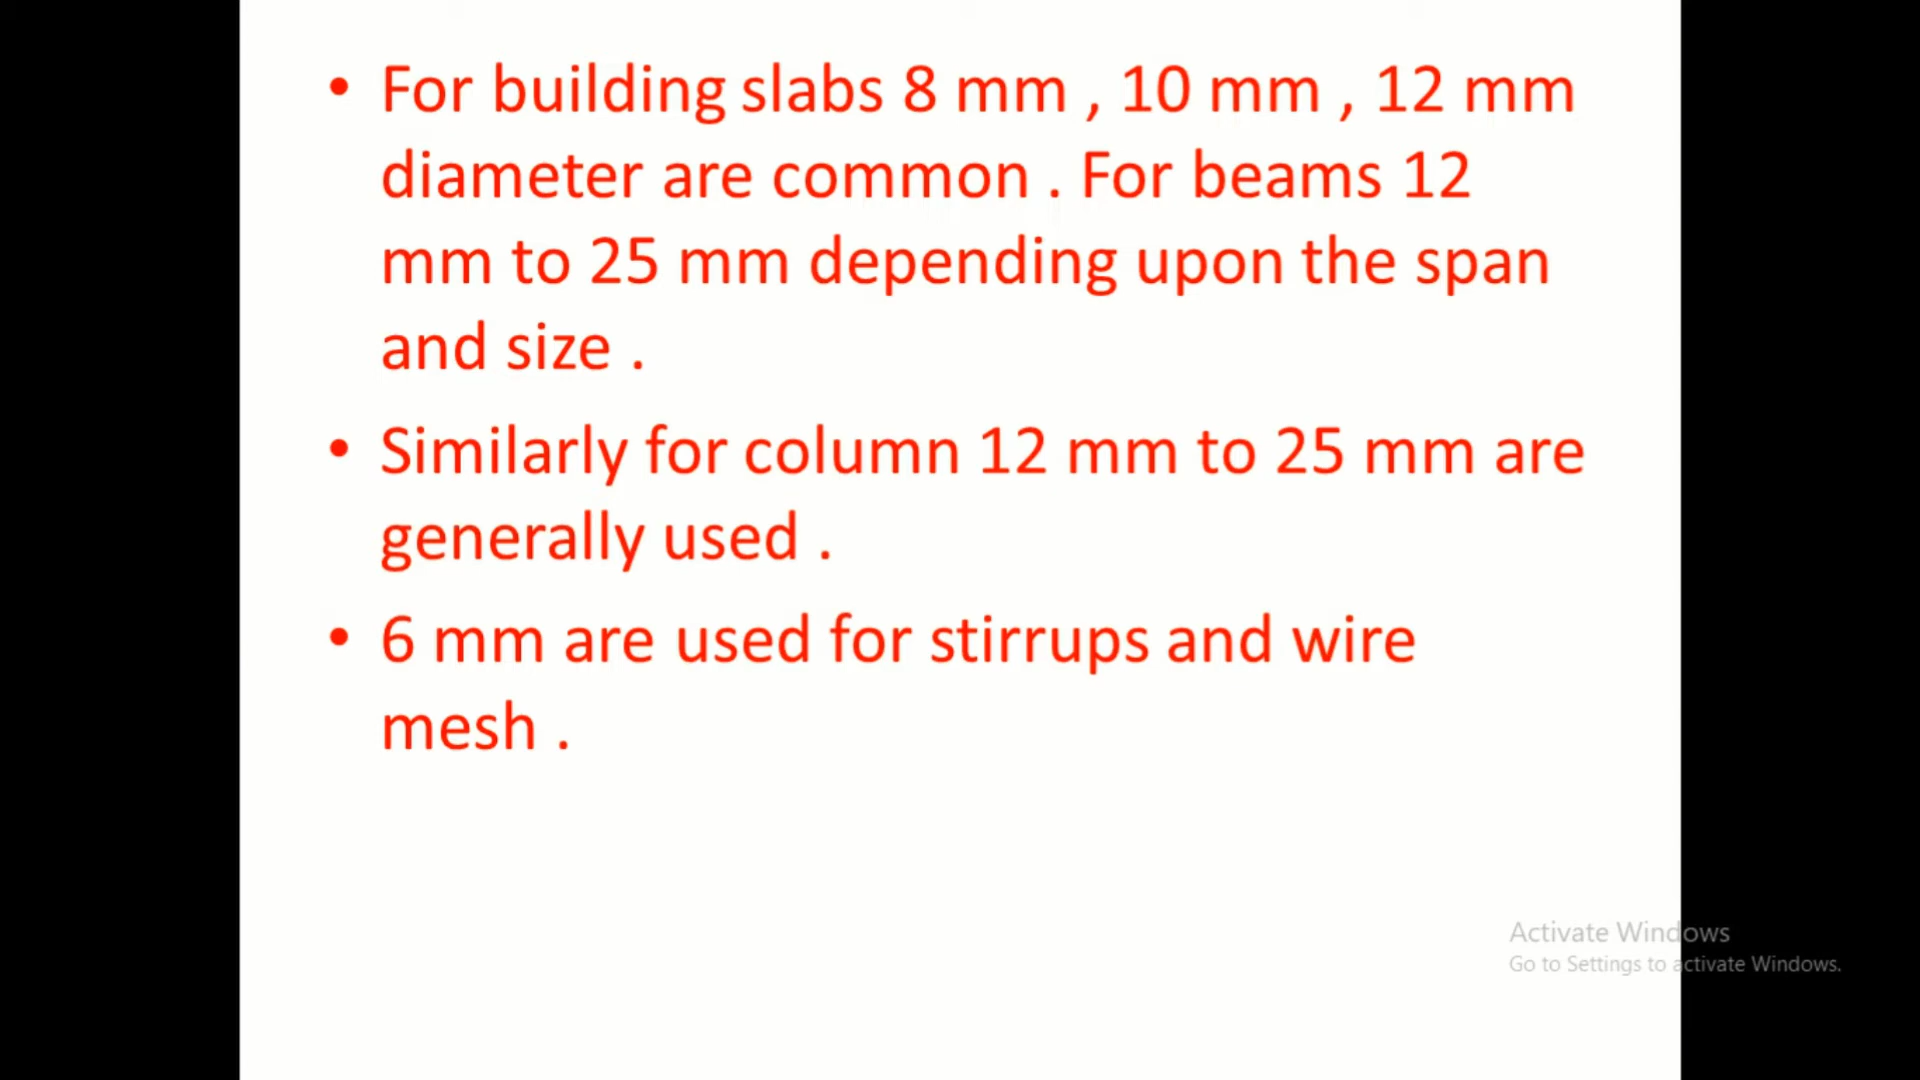 • For building slabs 8 mm , 10 mm , 12 mm
diameter are common . For beams 12
mm to 25 mm depending upon the span
and size .
• Similarly for column 12 mm to 25 mm are
generally used .
• 6 mm are used for stirrups and wire
mesh .
Activate Windows
Go to Settings to activate Windows.